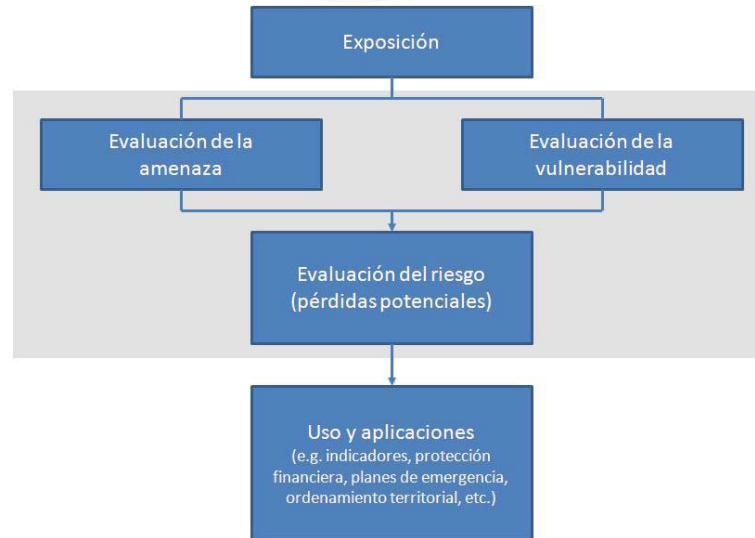 Exposición
Evaluación de la
amenaza
Evaluación de la
vulnerabilidad
Evaluación del riesgo
(pérdidas potenciales)
Uso y aplicaciones
(e.g. indicadores, protección
financiera, planes de emergencia,
ordenamiento territorial, etc.)